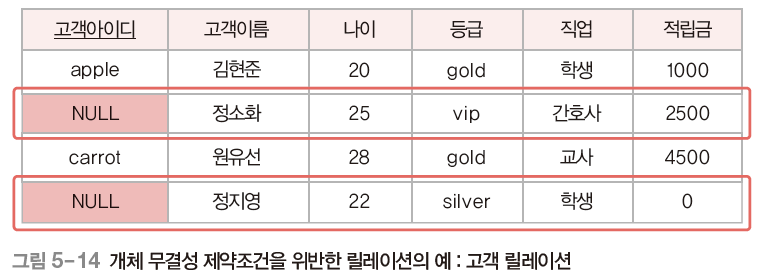 고객아이디 고객이름 나이 등급 직업 적립금
apple 김현준 20 gold 학생 1000
NULL 정소화 25 vip 간호사 2500
carrot 원유선 28 gold 교사 4500
NULL 정지영 22 silver 학생 0
그림 5-14 개체 무결성 제약조건을 위반한 릴레이션의 예 : 고객 릴레이션